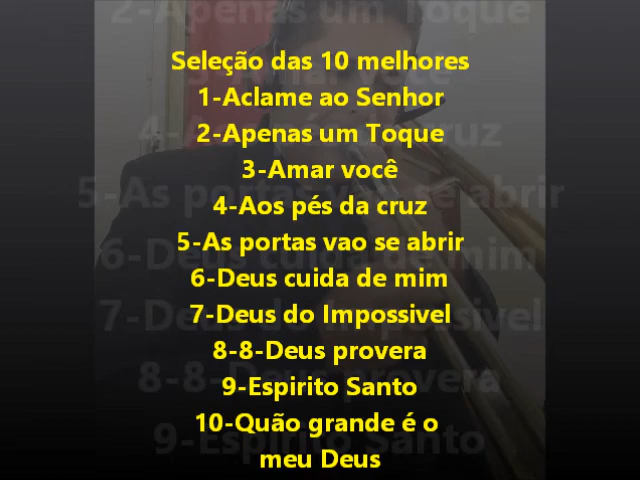 Seleção das 10 melhores
1-Aclame ao Senhor
2-Apenas um Toque
3-Amar você
4-Aos pés da cruz
5-As portas vao se abrir
6-Deus cuida de mim
7-Deus do Impossivel
8-8-Deus provera
9-Espirito Santo
10-Quão grande é o
meu Deus